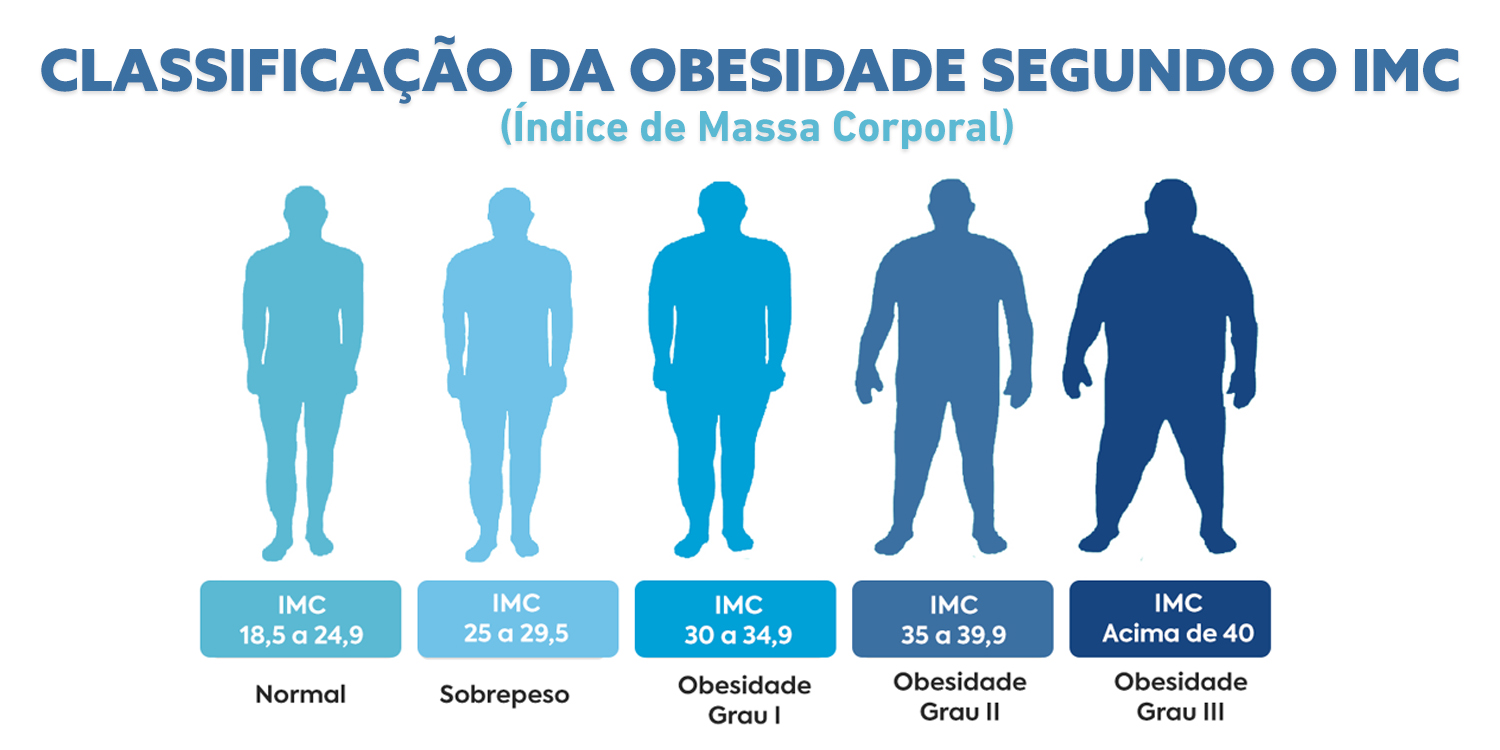 CLASSIFICAÇÃO DA OBESIDADE SEGUNDO O IMC
(Índice de Massa Corporal)
IMC
18,5 a 24,9
Normal
IMC
25 a 29,5
Sobrepeso
IMC
30 a 34,9
Obesidade
Grau I
IMC
35 a 39,9
Obesidade
Grau II
IMC
Acima de 40
Obesidade
Grau III